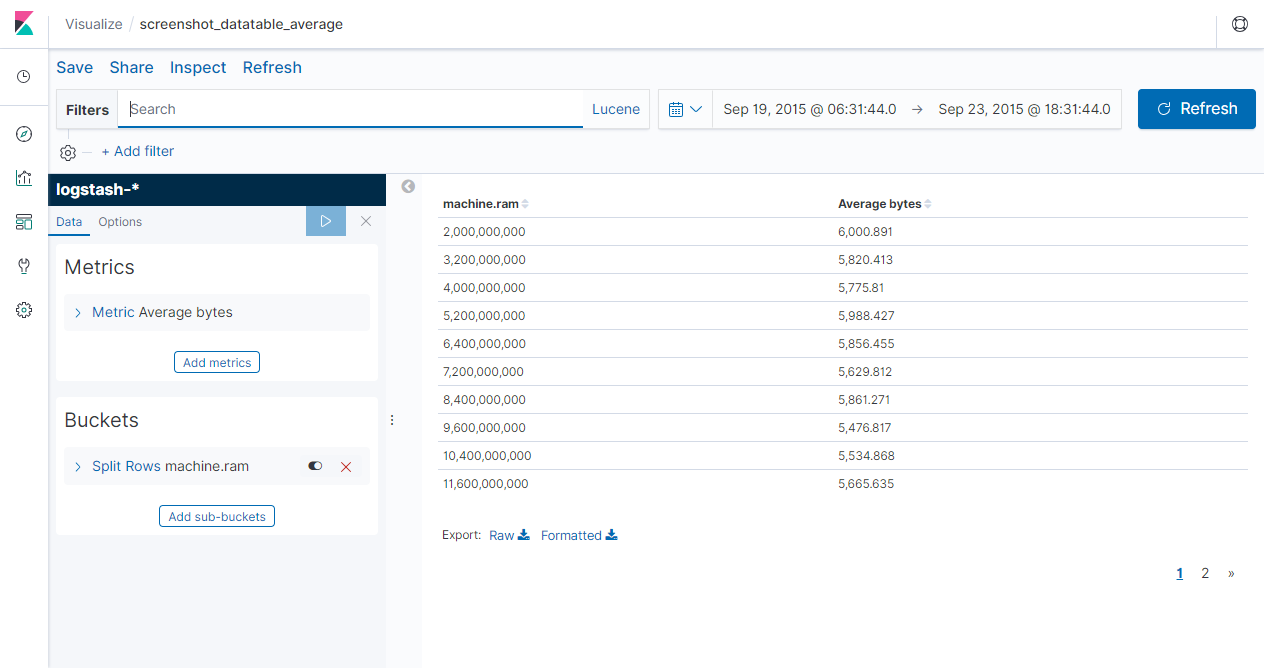 Visualize / screenshot_datatable_average
Save Share Inspect Refresh
Filters Search Lucene Sep 19, 2015 @ 06:31:44.0 → Sep 23, 2015 @ 18:31:44.0 Refresh
+ Add filter
logstash-*
Data Options
Metrics
Metric Average bytes
Add metrics
Buckets
Split Rows machine.ram
Add sub-buckets
machine.ram Average bytes
2,000,000,000 6,000.891
3,200,000,000 5,820.413
4,000,000,000 5,775.81
5,200,000,000 5,988.427
6,400,000,000 5,856.455
7,200,000,000 5,629.812
8,400,000,000 5,861.271
9,600,000,000 5,476.817
10,400,000,000 5,534.868
11,600,000,000 5,665.635
Export: Raw Formatted
1 2 »